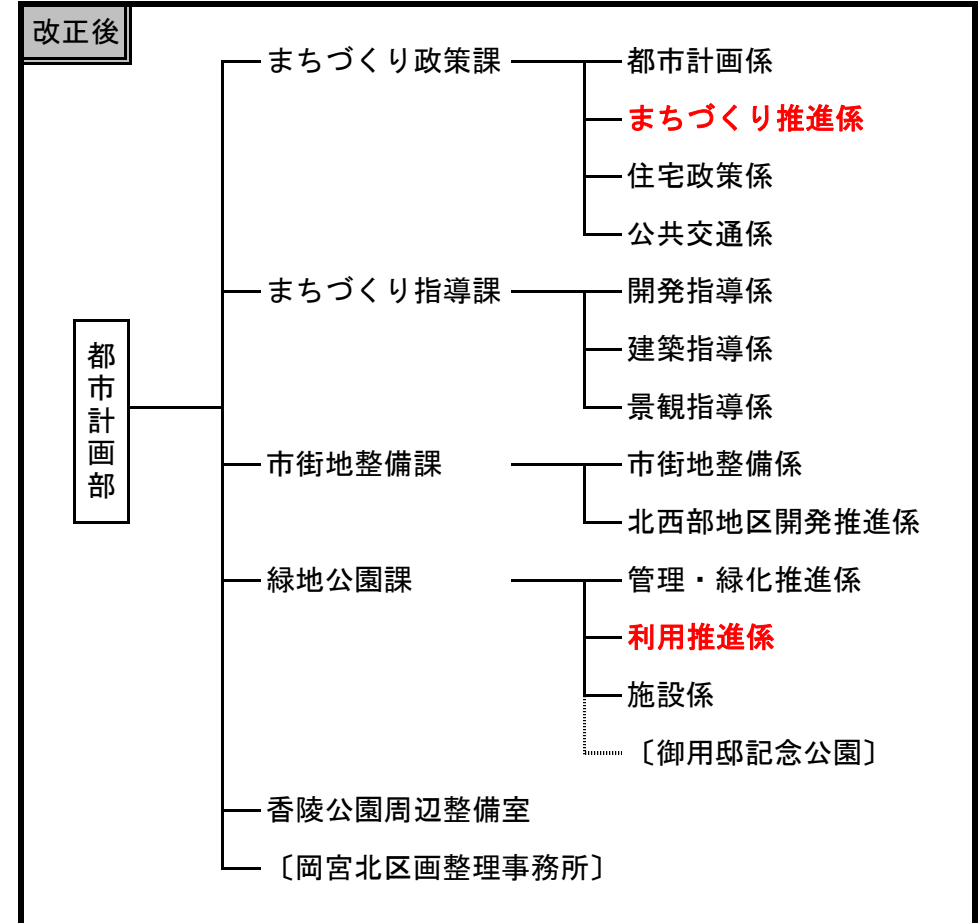 改正後
都市計画部
まちづくり政策課
都市計画係
まちづくり推進係
住宅政策係
公共交通係
まちづくり指導課
開発指導係
建築指導係
景観指導係
市街地整備課
市街地整備係
北西部地区開発推進係
緑地公園課
管理・緑化推進係
利用推進係
施設係
〔御用邸記念公園〕
香陵公園周辺整備室
〔岡宮北区画整理事務所〕